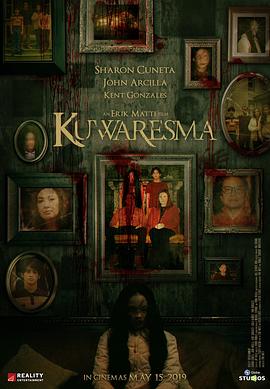 SHARON CUNETA
JOHN ARCILLA
KENT GONZALES
AN ERIK MATTI FILM
KUWARESMA
IN CINEMAS MAY 15, 2019
REALITY
ENTERTAINMENT
Globe
STUDIOS